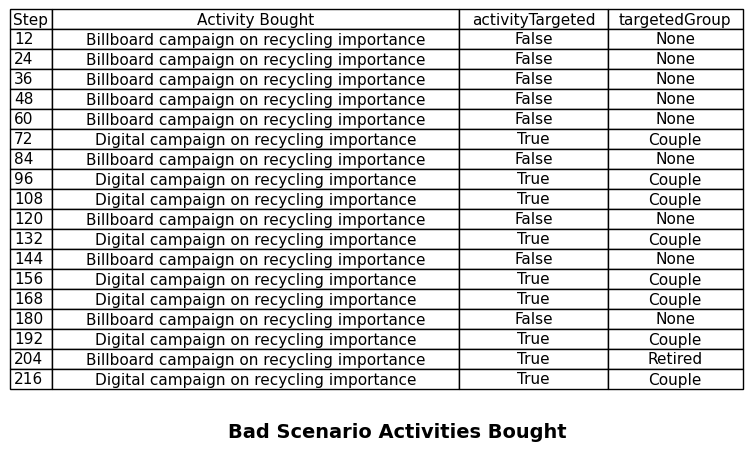 Step Activity Bought activityTargeted targetedGroup
12 Billboard campaign on recycling importance False None
24 Billboard campaign on recycling importance False None
36 Billboard campaign on recycling importance False None
48 Billboard campaign on recycling importance False None
60 Billboard campaign on recycling importance False None
72 Digital campaign on recycling importance True Couple
84 Billboard campaign on recycling importance False None
96 Digital campaign on recycling importance True Couple
108 Digital campaign on recycling importance True Couple
120 Billboard campaign on recycling importance False None
132 Digital campaign on recycling importance True Couple
144 Billboard campaign on recycling importance False None
156 Digital campaign on recycling importance True Couple
168 Digital campaign on recycling importance True Couple
180 Billboard campaign on recycling importance False None
192 Digital campaign on recycling importance True Couple
204 Billboard campaign on recycling importance True Retired
216 Digital campaign on recycling importance True Couple
Bad Scenario Activities Bought